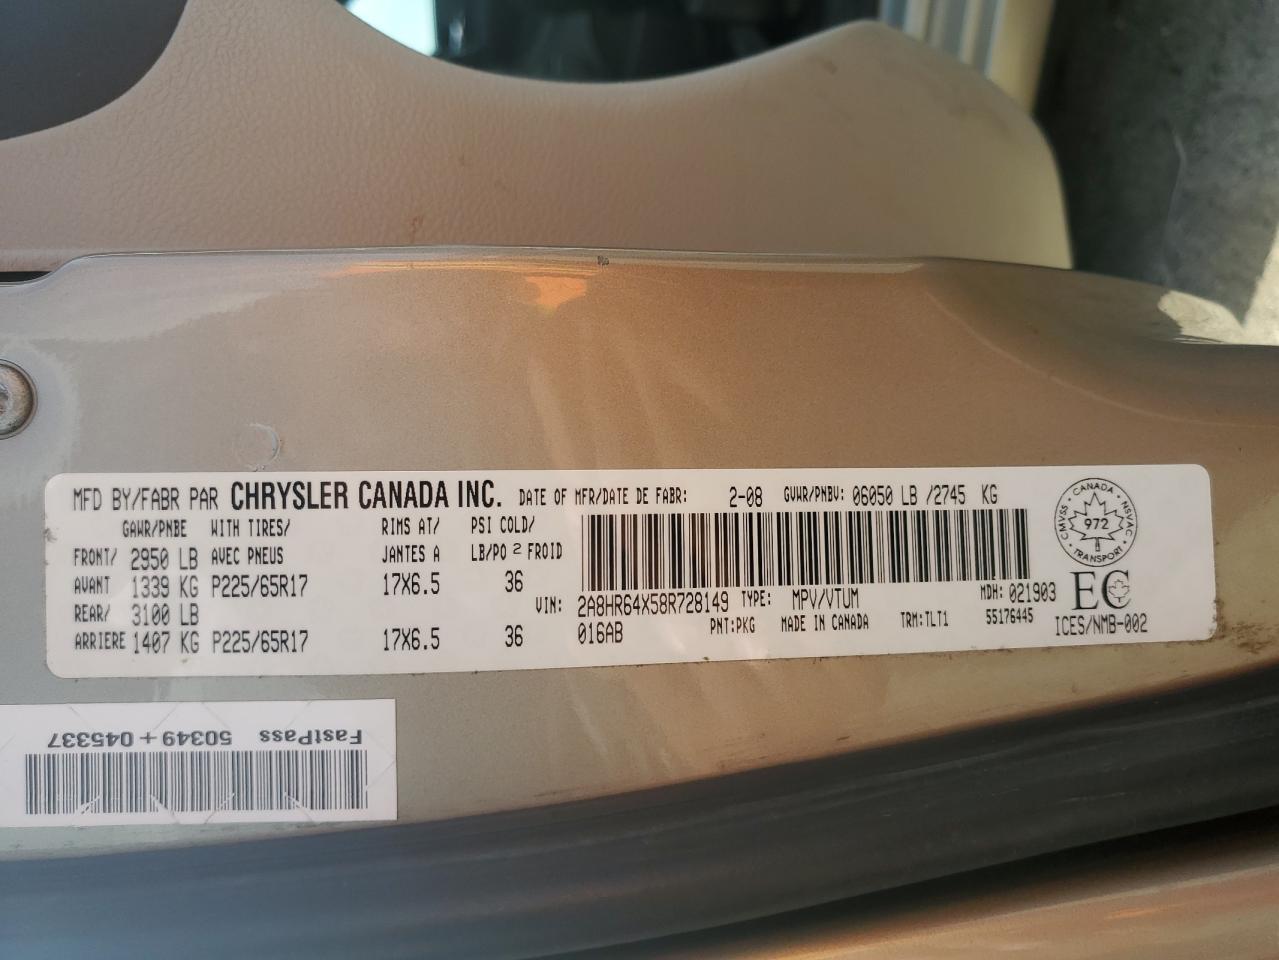 MFD BY/FABR PAR CHRYSLER CANADA INC. DATE OF MFR/DATE DE FABR: 2-08 GVWR/PNBV: 06050 LB /2745 KG
GAWR/PNBE WITH TIRES/ RIMS AT/ PSI COLD/
FRONT/ 2950 LB AVEC PNEUS JANTES A LB/PO 2 FROID
AVANT 1339 KG P225/65R17 17X6.5 36
REAR/ 3100 LB
ARRIERE 1407 KG P225/65R17 17X6.5 36
VIN: 2A8HR64X58R728149 TYPE: MPV/VTUM MDH: 021903
016AB PNT:PKG MADE IN CANADA TRM:TLT1 55176445
CANADA
CMVSS 972 NSVAC
TRANSPORT
EC
ICES/NMB-002
FastPass 50349 + 045337